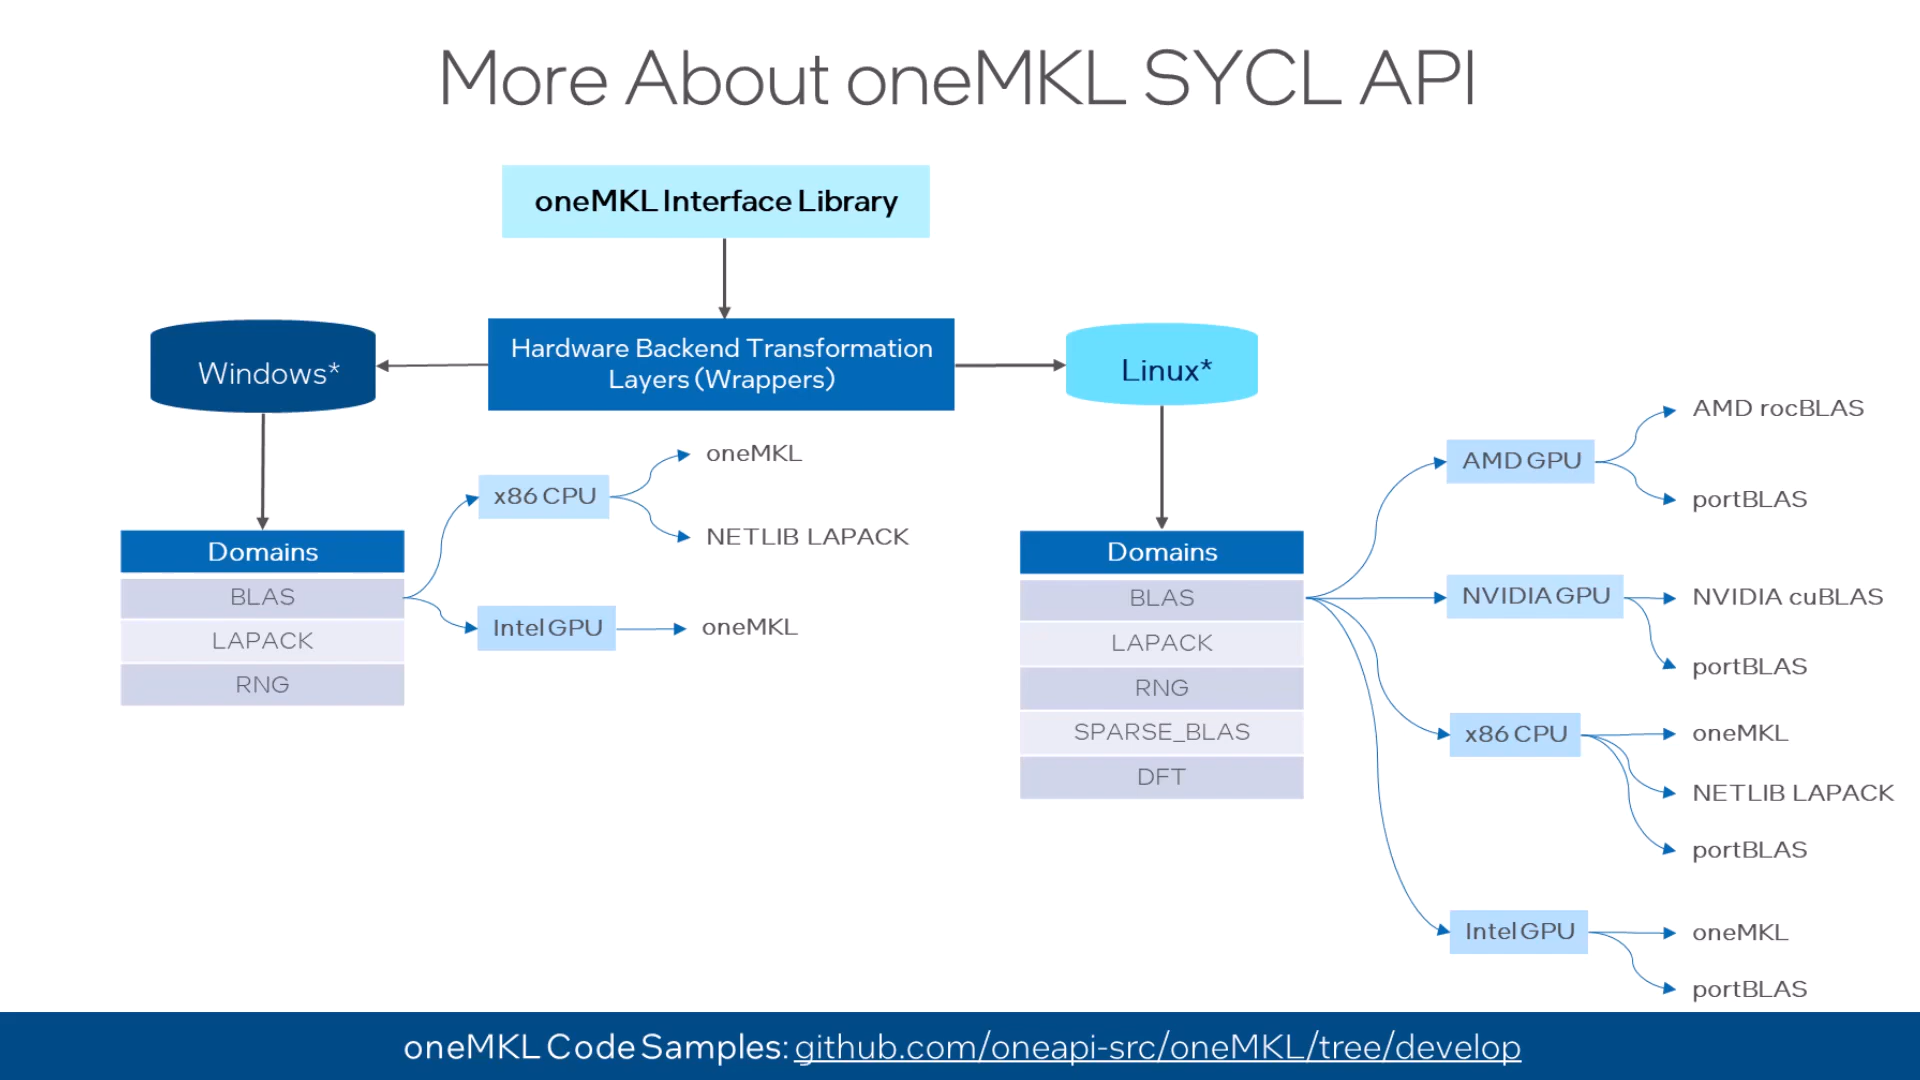 More About oneMKL SYCL API
oneMKL Interface Library
Hardware Backend Transformation
Layers (Wrappers)
Windows*
Linux*
Domains
BLAS
LAPACK
RNG
x86 CPU
oneMKL
NETLIB LAPACK
Intel GPU
oneMKL
Domains
BLAS
LAPACK
RNG
SPARSE_BLAS
DFT
AMD GPU
AMD rocBLAS
portBLAS
NVIDIA GPU
NVIDIA cuBLAS
portBLAS
x86 CPU
oneMKL
NETLIB LAPACK
portBLAS
Intel GPU
oneMKL
portBLAS
oneMKL Code Samples: github.com/oneapi-src/oneMKL/tree/develop